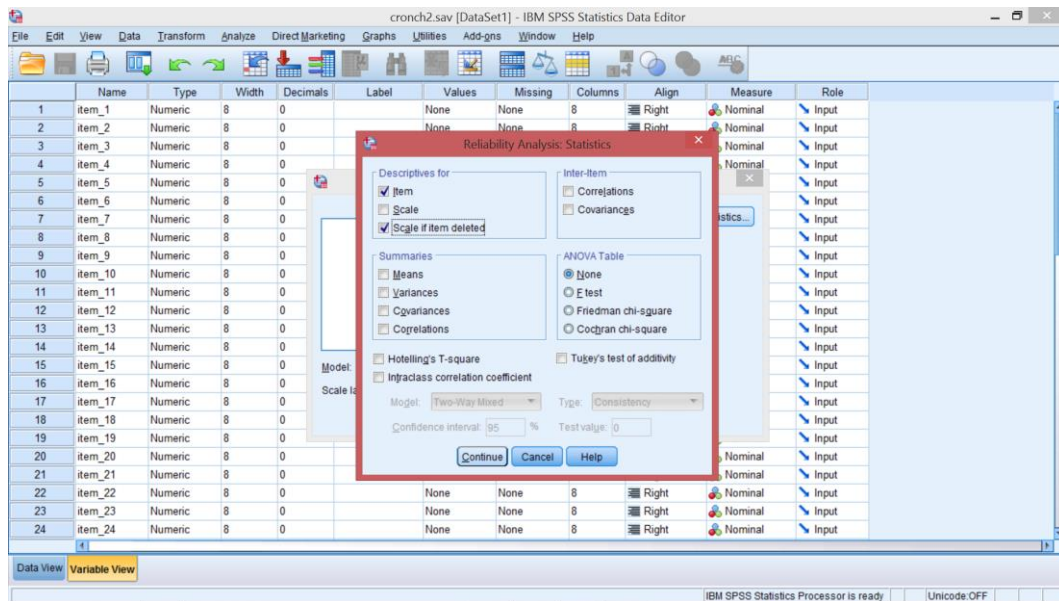 cronch2.sav [DataSet1] - IBM SPSS Statistics Data Editor
File Edit View Data Transform Analyze Direct Marketing Graphs Utilities Add-ons Window Help
Name Type Width Decimals Label Values Missing Columns Align Measure Role
1 item_1 Numeric 8 0 None None 8 Right Nominal Input
2 item_2 Numeric 8 0 None None 8 Right Nominal Input
3 item_3 Numeric 8 0 Nominal Input
4 item_4 Numeric 8 0 Nominal Input
5 item_5 Numeric 8 0 Input
6 item_6 Numeric 8 0 Input
7 item_7 Numeric 8 0 istics... Input
8 item_8 Numeric 8 0 Input
9 item_9 Numeric 8 0 Input
10 item_10 Numeric 8 0 Input
11 item_11 Numeric 8 0 Input
12 item_12 Numeric 8 0 Input
13 item_13 Numeric 8 0 Input
14 item_14 Numeric 8 0 Input
15 item_15 Numeric 8 0 Model: Input
16 item_16 Numeric 8 0 Scale la Input
17 item_17 Numeric 8 0 Input
18 item_18 Numeric 8 0 Input
19 item_19 Numeric 8 0 Input
20 item_20 Numeric 8 0 Nominal Input
21 item_21 Numeric 8 0 Nominal Input
22 item_22 Numeric 8 0 None None 8 Right Nominal Input
23 item_23 Numeric 8 0 None None 8 Right Nominal Input
24 item_24 Numeric 8 0 None None 8 Right Nominal Input
Reliability Analysis: Statistics
Descriptives for
Item
Scale
Scale if item deleted
Inter-Item
Correlations
Covariances
Summaries
Means
Variances
Covariances
Correlations
ANOVA Table
None
F test
Friedman chi-square
Cochran chi-square
Hotelling's T-square
Tukey's test of additivity
Intraclass correlation coefficient
Model: Two-Way Mixed Type: Consistency
Confidence interval: 95 % Test value: 0
Continue Cancel Help
Data View Variable View
IBM SPSS Statistics Processor is ready Unicode:OFF